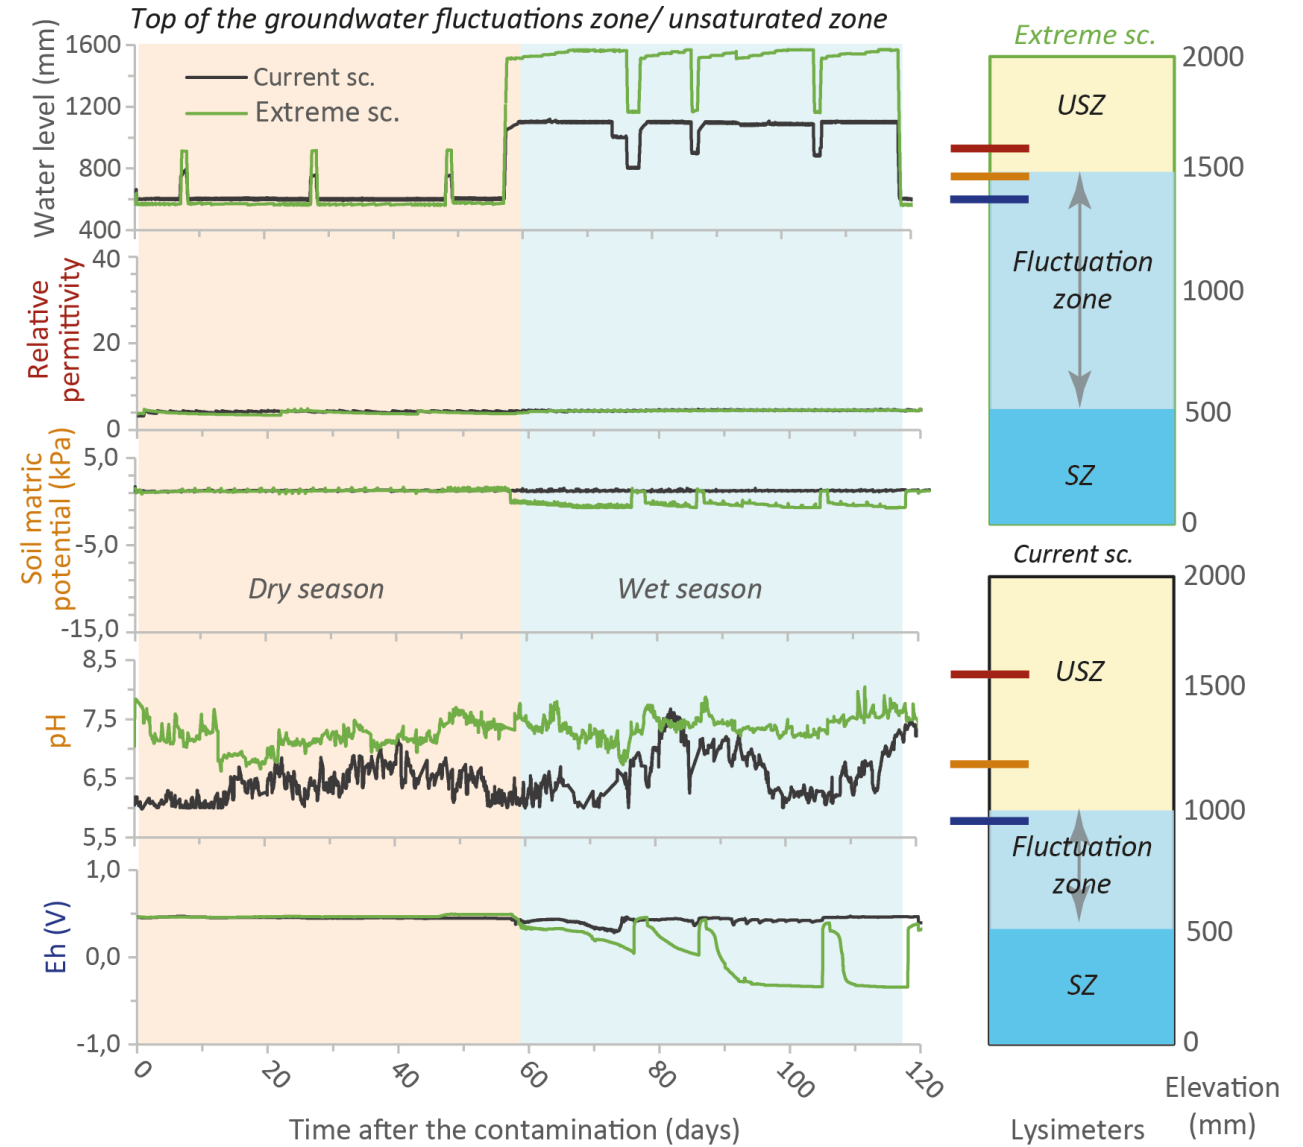 Top of the groundwater fluctuations zone/ unsaturated zone
Water level (mm)
1600
1200
800
400
Current sc.
Extreme sc.
Relative
permittivity
40
20
0
Soil matric
potential (kPa)
5,0
-5,0
-15,0
Dry season
Wet season
pH
8,5
7,5
6,5
5,5
Eh (V)
1,0
0,0
-1,0
0
20
40
60
80
100
120
Time after the contamination (days)
Extreme sc.
2000
USZ
1500
Fluctuation
zone
1000
500
SZ
0
Current sc.
2000
USZ
1500
1000
Fluctuation
zone
500
SZ
0
Elevation
(mm)
Lysimeters